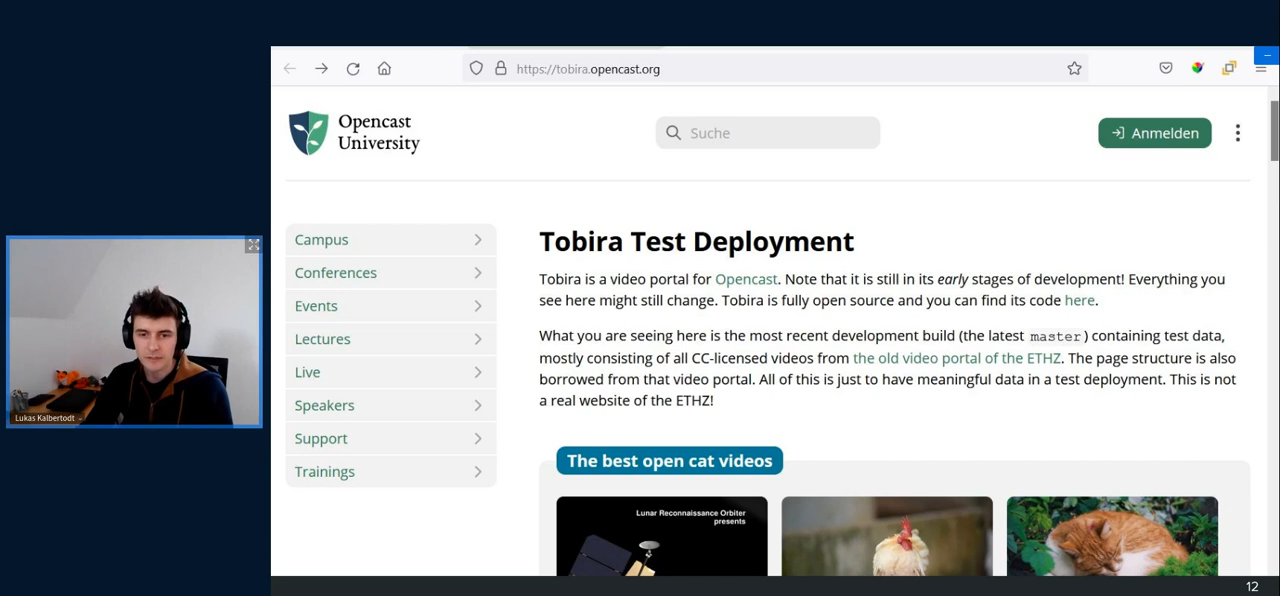 https://tobira.opencast.org
Opencast
University
Suche
Anmelden
Campus
Conferences
Events
Lectures
Live
Speakers
Support
Trainings
Tobira Test Deployment
Tobira is a video portal for Opencast. Note that it is still in its early stages of development! Everything you
see here might still change. Tobira is fully open source and you can find its code here.
What you are seeing here is the most recent development build (the latest master) containing test data,
mostly consisting of all CC-licensed videos from the old video portal of the ETHZ. The page structure is also
borrowed from that video portal. All of this is just to have meaningful data in a test deployment. This is not
a real website of the ETHZ!
The best open cat videos
Lunar Reconnaissance Orbiter
presents
Lukas Kalbertodt
12